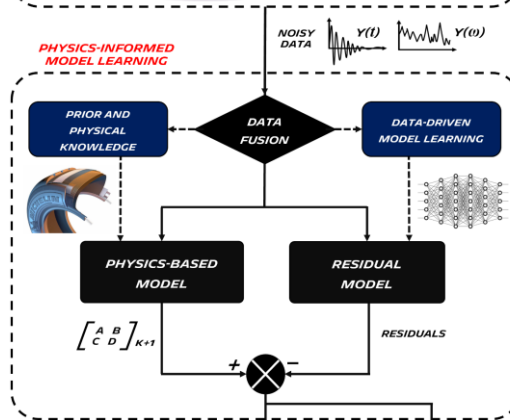 NOISY
DATA
Y(t)
Y(ω)
PHYSICS-INFORMED
MODEL LEARNING
PRIOR AND
PHYSICAL
KNOWLEDGE
DATA
FUSION
DATA-DRIVEN
MODEL LEARNING
PHYSICS-BASED
MODEL
RESIDUAL
MODEL
A B
C D
K+1
RESIDUALS
+ −